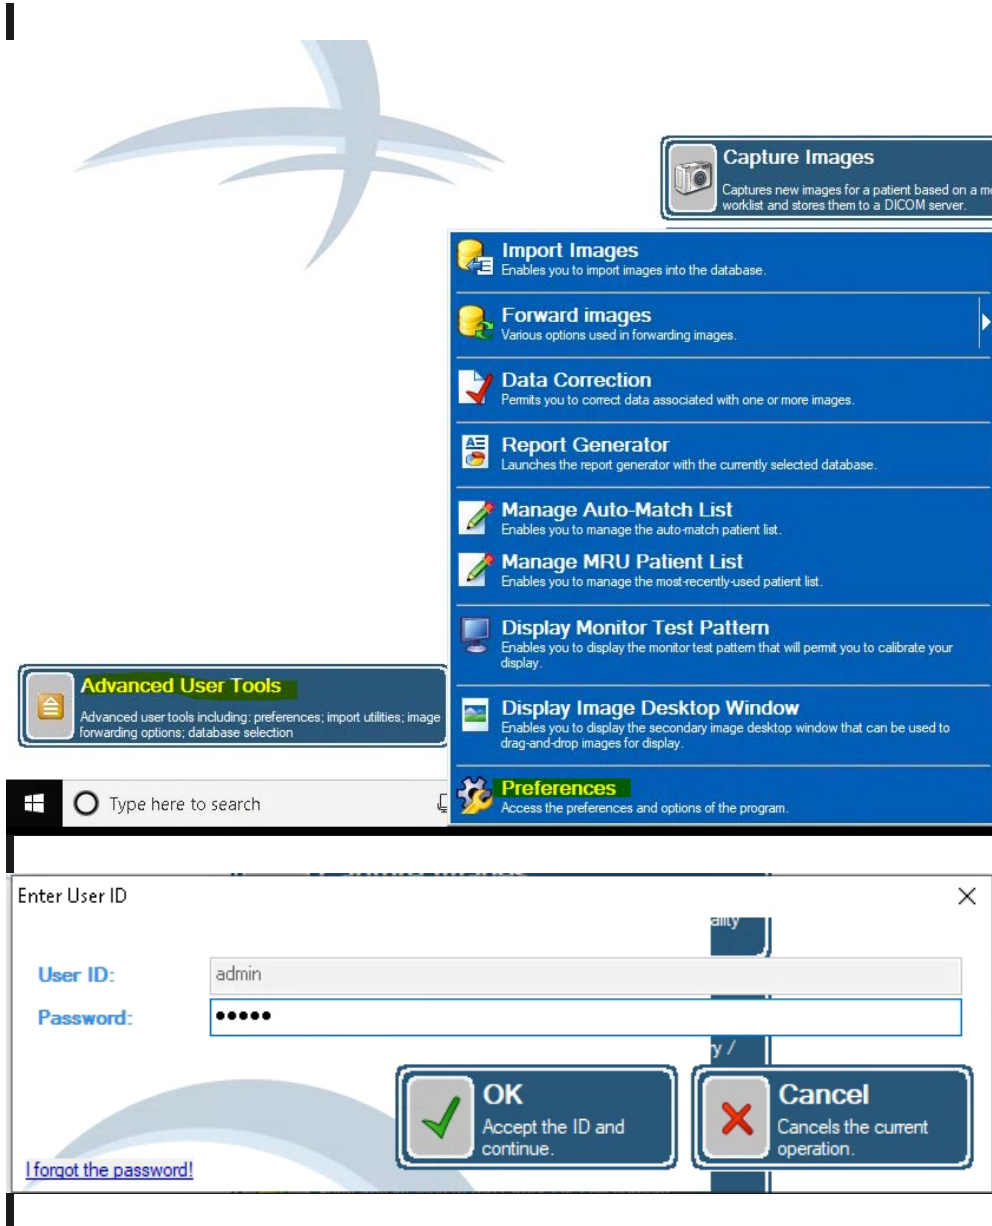 Capture Images
Captures new images for a patient based on a
worklist and stores them to a DICOM server.
Import Images
Enables you to import images into the database.
Forward images
Various options used in forwarding images.
Data Correction
Permits you to correct data associated with one or more images.
Report Generator
Launches the report generator with the currently selected database.
Manage Auto-Match List
Enables you to manage the auto-match patient list.
Manage MRU Patient List
Enables you to manage the most-recently-used patient list.
Display Monitor Test Pattern
Enables you to display the monitor test pattern that will permit you to calibrate your
display.
Display Image Desktop Window
Enables you to display the secondary image desktop window that can be used to
drag-and-drop images for display.
Preferences
Access the preferences and options of the program.
Advanced User Tools
Advanced user tools including: preferences; import utilities; image
forwarding options; database selection
Type here to search
Enter User ID
User ID:
admin
Password:
•••••
OK
Accept the ID and
continue.
Cancel
Cancels the current
operation.
I forgot the password!